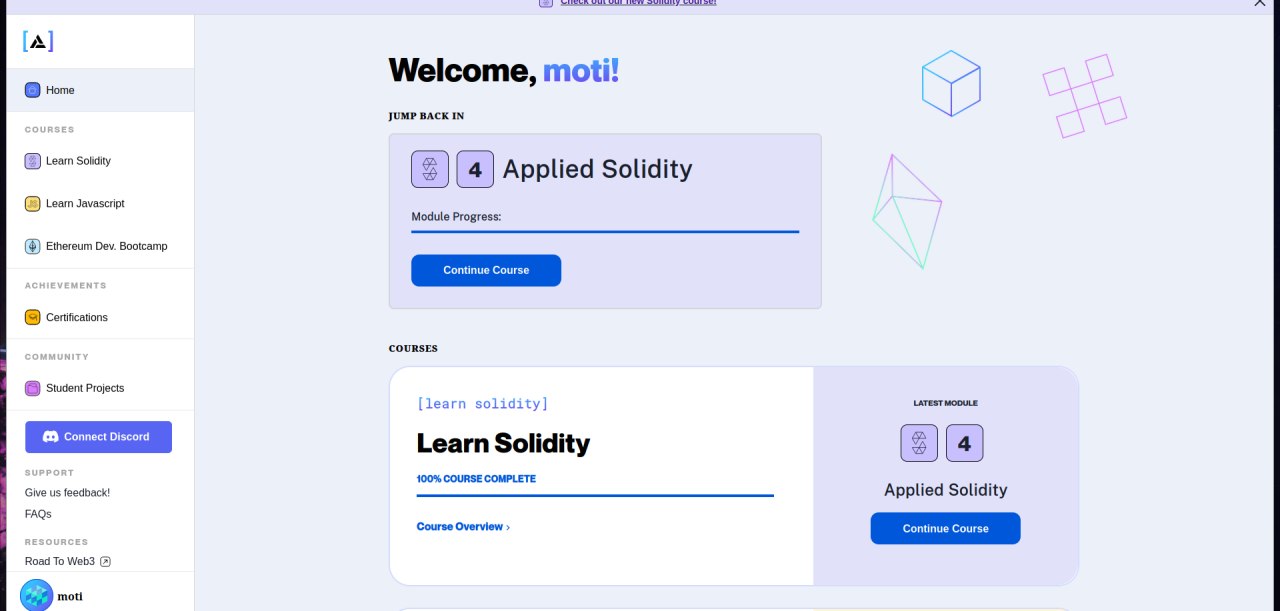 Check out our new Solidity course!
Home
COURSES
Learn Solidity
Learn Javascript
Ethereum Dev. Bootcamp
ACHIEVEMENTS
Certifications
COMMUNITY
Student Projects
Connect Discord
SUPPORT
Give us feedback!
FAQs
RESOURCES
Road To Web3
moti
Welcome, moti!
JUMP BACK IN
4 Applied Solidity
Module Progress:
Continue Course
COURSES
[learn solidity]
Learn Solidity
100% COURSE COMPLETE
Course Overview ›
LATEST MODULE
4
Applied Solidity
Continue Course